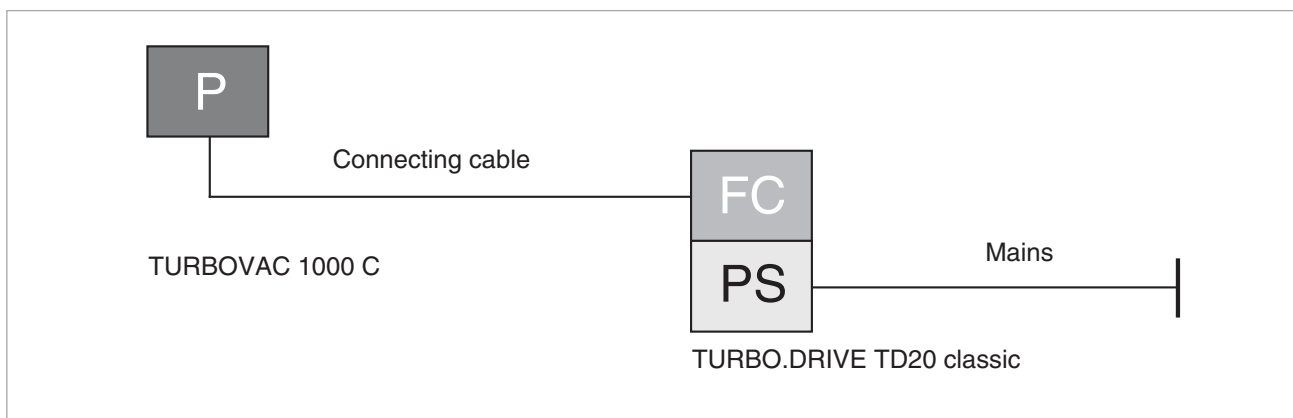 P
Connecting cable
FC
TURBOVAC 1000 C
Mains
PS
TURBO.DRIVE TD20 classic